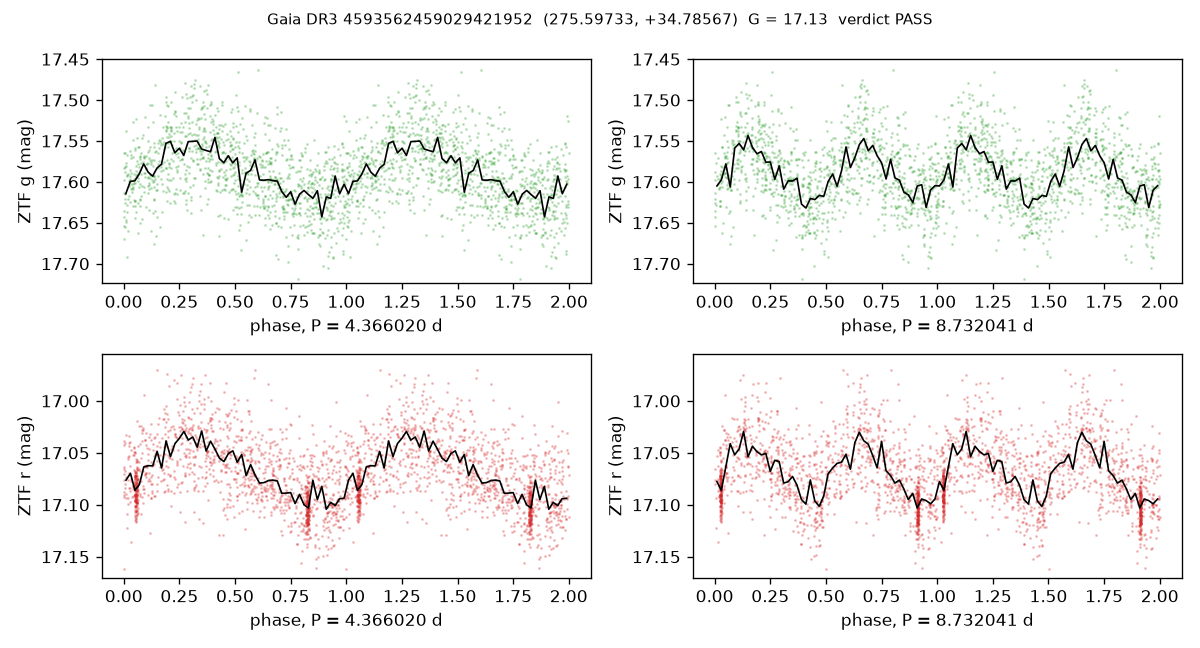 Gaia DR3 4593562459029421952 (275.59733, +34.78567) G = 17.13 verdict PASS
17.45
17.50
17.55
17.60
17.65
17.70
ZTF g (mag)
0.00 0.25 0.50 0.75 1.00 1.25 1.50 1.75 2.00
phase, P = 4.366020 d
17.45
17.50
17.55
17.60
17.65
17.70
ZTF g (mag)
0.00 0.25 0.50 0.75 1.00 1.25 1.50 1.75 2.00
phase, P = 8.732041 d
17.00
17.05
17.10
17.15
ZTF r (mag)
0.00 0.25 0.50 0.75 1.00 1.25 1.50 1.75 2.00
phase, P = 4.366020 d
17.00
17.05
17.10
17.15
ZTF r (mag)
0.00 0.25 0.50 0.75 1.00 1.25 1.50 1.75 2.00
phase, P = 8.732041 d